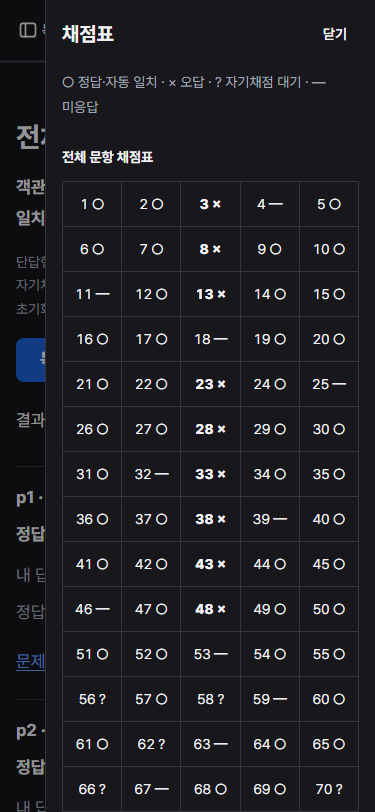 채점표
닫기
○ 정답·자동 일치 · × 오답 · ? 자기채점 대기 · —
미응답
전체 문항 채점표
1 ○ 2 ○ 3 × 4 — 5 ○
6 ○ 7 ○ 8 × 9 ○ 10 ○
11 — 12 ○ 13 × 14 ○ 15 ○
16 ○ 17 ○ 18 — 19 ○ 20 ○
21 ○ 22 ○ 23 × 24 ○ 25 —
26 ○ 27 ○ 28 × 29 ○ 30 ○
31 ○ 32 — 33 × 34 ○ 35 ○
36 ○ 37 ○ 38 × 39 — 40 ○
41 ○ 42 ○ 43 × 44 ○ 45 ○
46 — 47 ○ 48 × 49 ○ 50 ○
51 ○ 52 ○ 53 — 54 ○ 55 ○
56 ? 57 ○ 58 ? 59 — 60 ○
61 ○ 62 ? 63 — 64 ○ 65 ○
66 ? 67 — 68 ○ 69 ○ 70 ?
객관
일치
결과
p1 ·
정답
내 답
정답
문제
p2 ·
정답
내 답